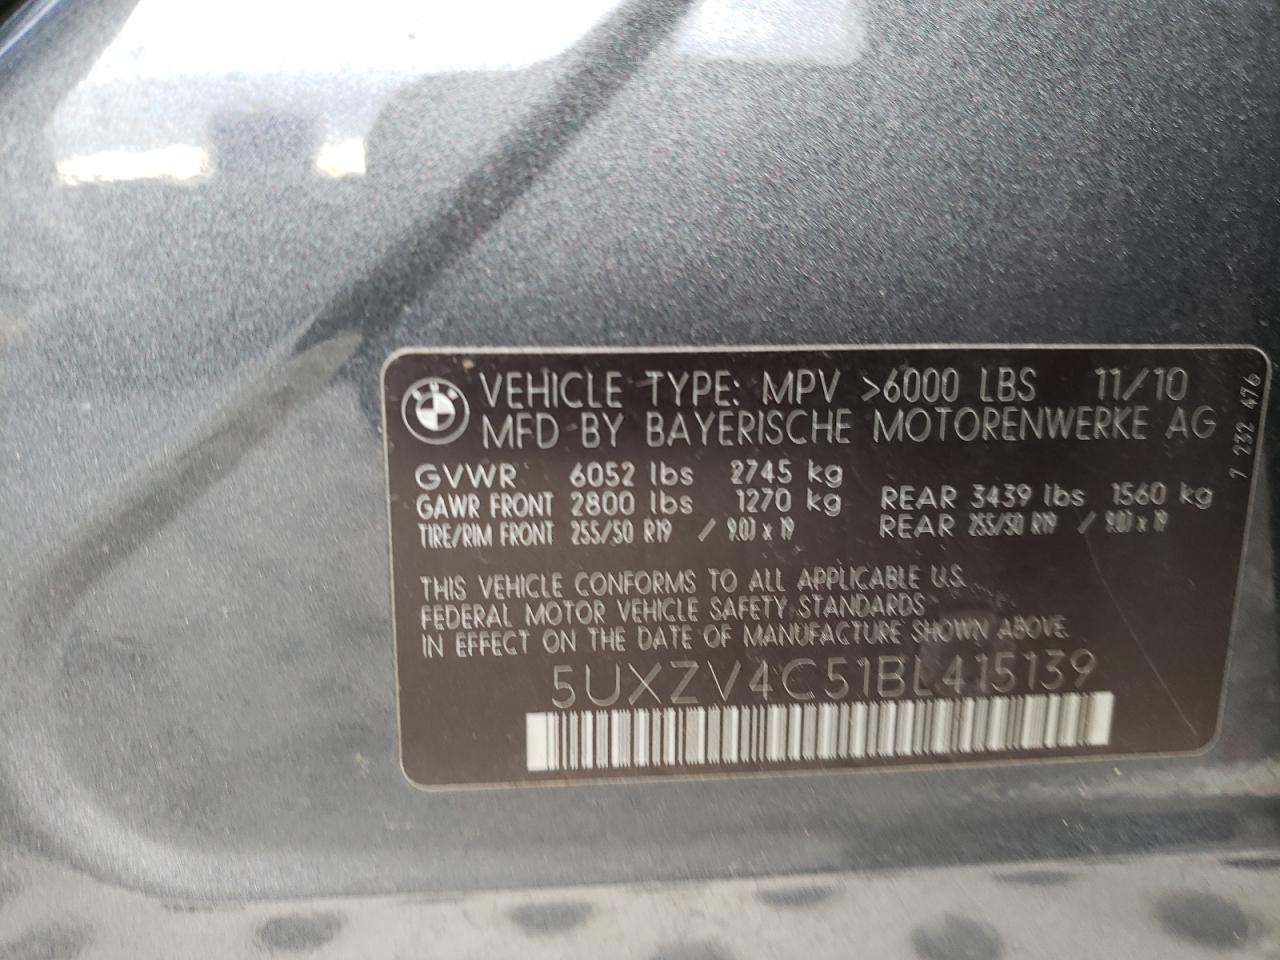 VEHICLE TYPE: MPV >6000 LBS 11/10
MFD BY BAYERISCHE MOTORENWERKE AG
GVWR 6052 lbs 2745 kg
GAWR FRONT 2800 lbs 1270 kg REAR 3439 lbs 1560 kg
TIRE/RIM FRONT 255/50 R19 / 9.0J x 19 REAR 255/50 R19 / 9.0J x 19
THIS VEHICLE CONFORMS TO ALL APPLICABLE U.S.
FEDERAL MOTOR VEHICLE SAFETY STANDARDS
IN EFFECT ON THE DATE OF MANUFACTURE SHOWN ABOVE.
5UXZV4C51BL415139
7 232 476